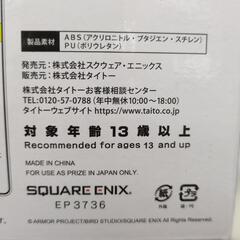 製品素材
ABS(アクリロニトル・ブタジエン・スチレン)
PU(ポリウレタン)
発売元:株式会社スクウェア・エニックス
販売元:株式会社タイトー
株式会社タイトーお客様相談センター
TEL:0120-57-0788 (年中無休10:00〜18:00)
タイトーウェブサイト https://www.taito.co.jp
対象年齢13歳以上
Recommended for ages 13 and up
MADE IN CHINA
FOR USE AS PRIZE IN JAPAN ONLY.
SQUARE ENIX
EP3736
© ARMOR PROJECT/BIRD STUDIO/SQUARE ENIX All Rights